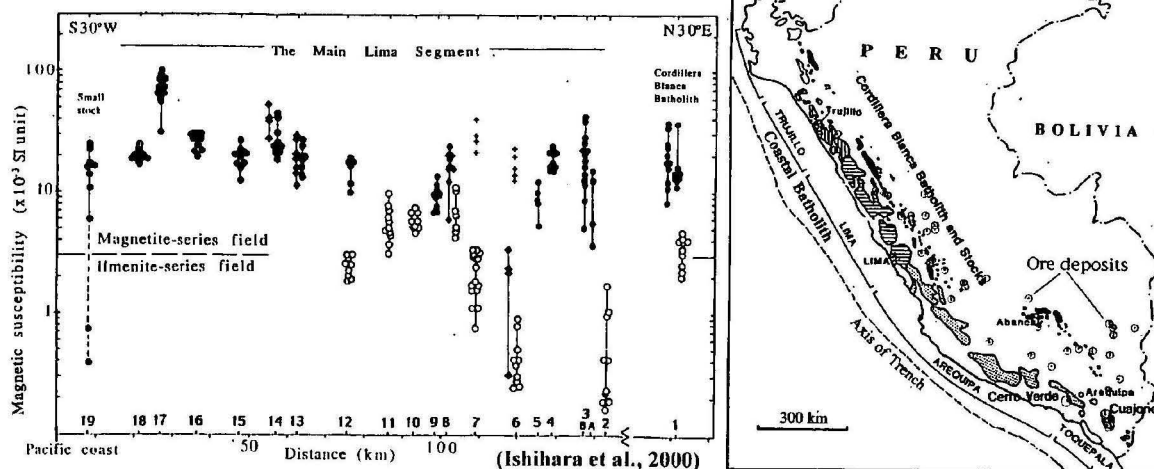 S30°W
N30°E
The Main Lima Segment
100
10
1
Magnetic susceptibility (x10⁻³ SI unit)
Small
stock
Cordillera
Blanca
Batholith
Magnetite-series field
Ilmenite-series field
19 18 17 16 15 14 13 12 11 10 9 8 7 6 5 4 3 2 1
BA
Pacific coast
50
Distance (km)
100
(Ishihara et al., 2000)
PERU
BOLIVIA
Trujillo
TRUJILLO
Coastal Batholith
LIMA
LIMA
Cordillera Blanca Batholith and Stocks
Ore deposits
Axis of Trench
AREQUIPA
Cerro Verde
Arequipa
TOQUEPALA
300 km